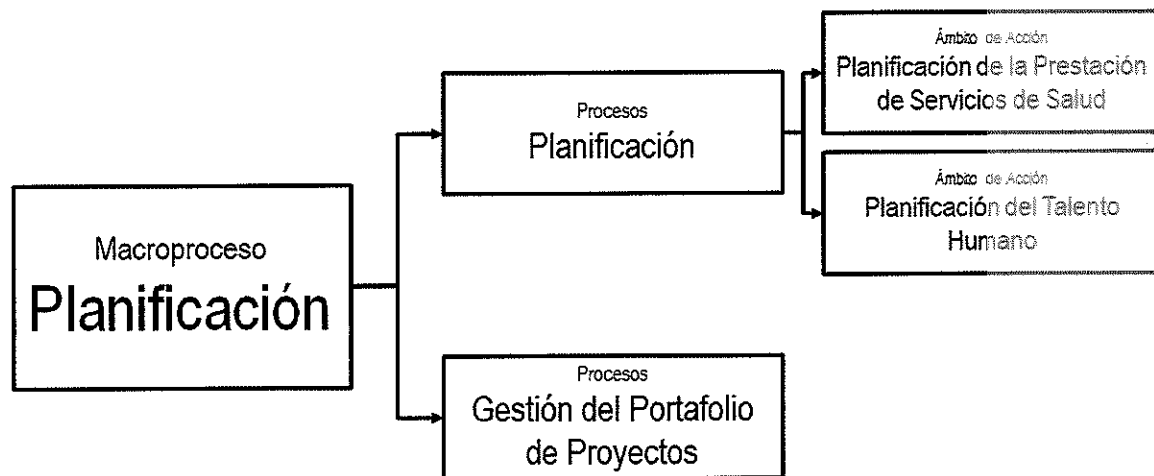 Macroproceso
Planificación
Procesos
Planificación
Ámbito de Acción
Planificación de la Prestación
de Servicios de Salud
Ámbito de Acción
Planificación del Talento
Humano
Procesos
Gestión del Portafolio
de Proyectos